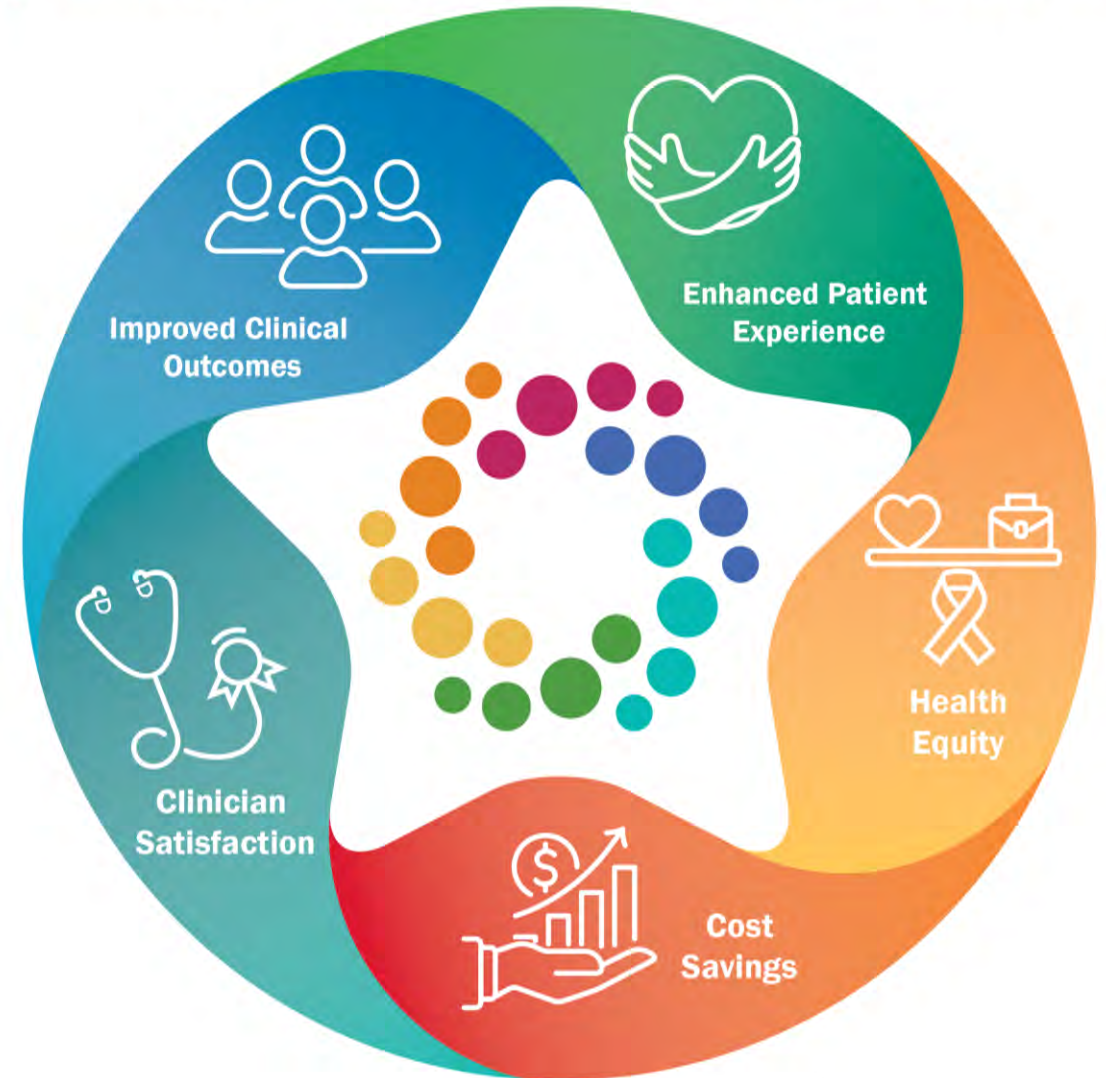 Improved Clinical
Outcomes
Enhanced Patient
Experience
Health
Equity
Cost
Savings
Clinician
Satisfaction
$